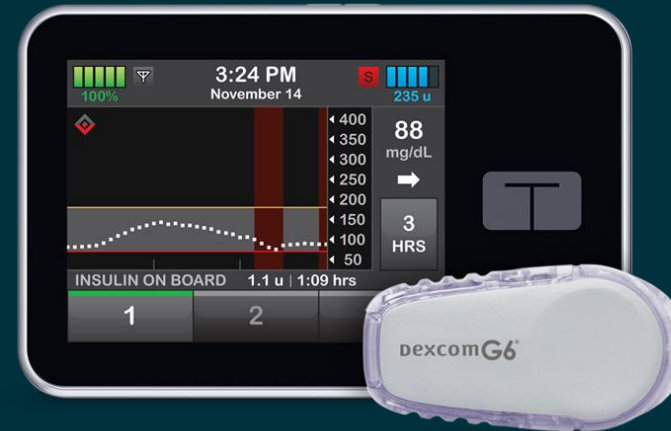 3:24 PM
November 14
100%
S
235 u
400
350
300
250
200
150
100
50
88
mg/dL
3
HRS
INSULIN ON BOARD 1.1 u | 1:09 hrs
1
2
T
Dexcom G6